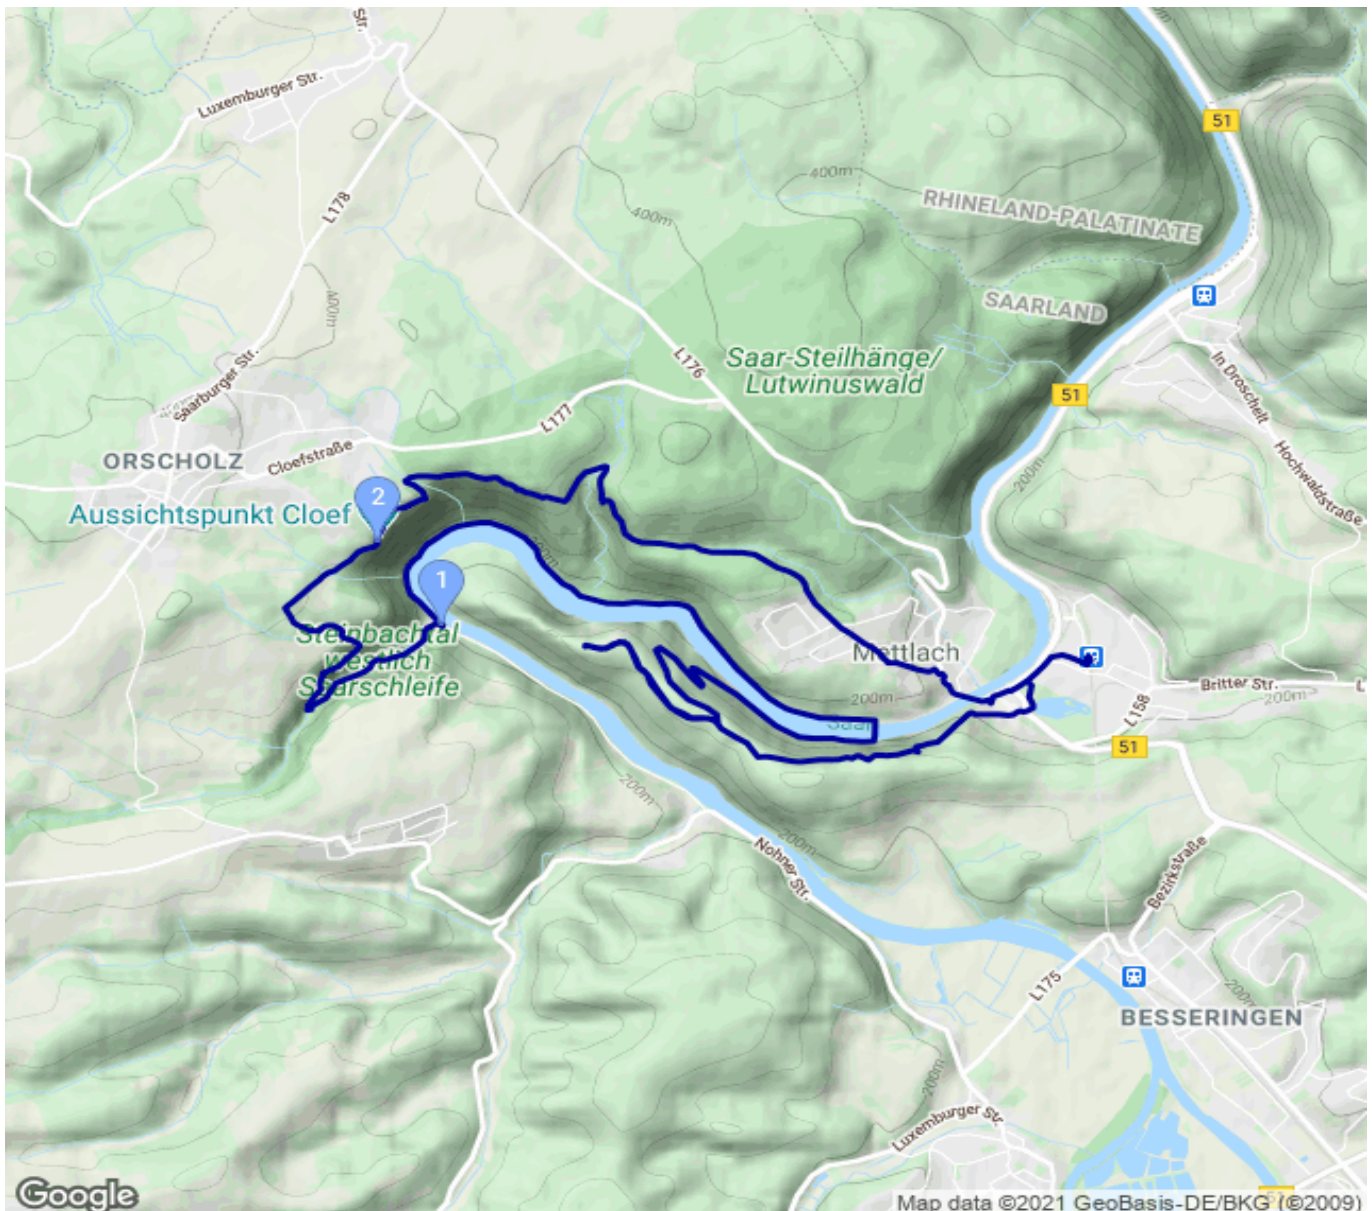 Str.
Luxemburger Str.
51
L178
400m
400m
RHINELAND-PALATINATE
SAARLAND
400m
L176
Saar-Steilhänge/
Lutwinuswald
In Droschelt
51
Saarburger Str.
L177
Hochwaldstraße
Cloefstraße
ORSCHOLZ
200m
2
Aussichtspunkt Cloef
1
Steinbachtal
westlich
Saarschleife
Mettlach
200m
Britter Str.
200m
L158
Saar
51
200m
200m
Nohner Str.
Bezirkstraße
L175
200m
BESSERINGEN
200m
Luxemburger Str.
51
Google
Map data ©2021 GeoBasis-DE/BKG (©2009)